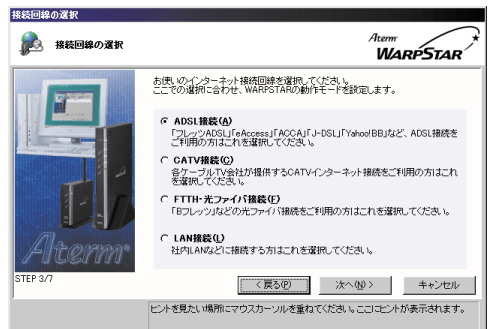 接続回線の選択
接続回線の選択
Aterm
WARPSTAR
お使いのインターネット接続回線を選択してください。
ここでの選択に合わせ、WARPSTARの動作モードを設定します。
ADSL接続(A)
「フレッツADSL」「eAccess」「ACCA」「J-DSL」「Yahoo!BB」など、ADSL接続を
ご利用の方はこれを選択してください。
CATV接続(C)
各ケーブルTV会社が提供するCATVインターネット接続をご利用の方はこれ
を選択してください。
FTTH・光ファイバ接続(F)
「Bフレッツ」などの光ファイバ接続をご利用の方はこれを選択してください。
LAN接続(L)
社内LANなどに接続する方はこれを選択してください。
Aterm
STEP 3/7
<戻る(P)
次へ(N)>
キャンセル
ヒントを見たい場所にマウスカーソルを重ねてください。ここにヒントが表示されます。